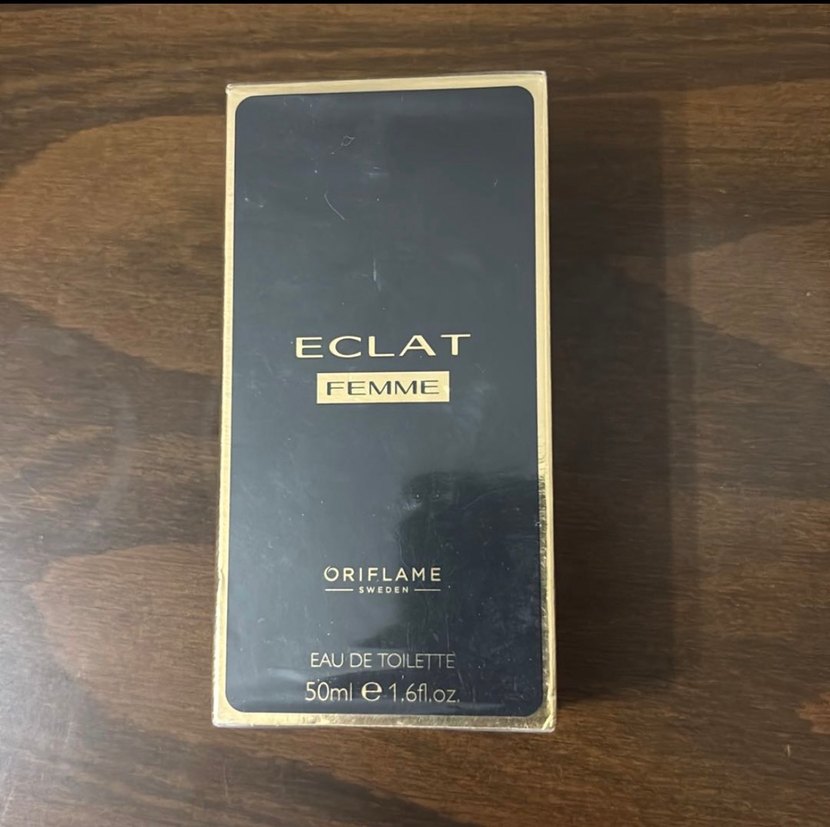 ECLAT
FEMME
ORIFLAME
SWEDEN
EAU DE TOILETTE
50ml ℮ 1.6fl.oz.